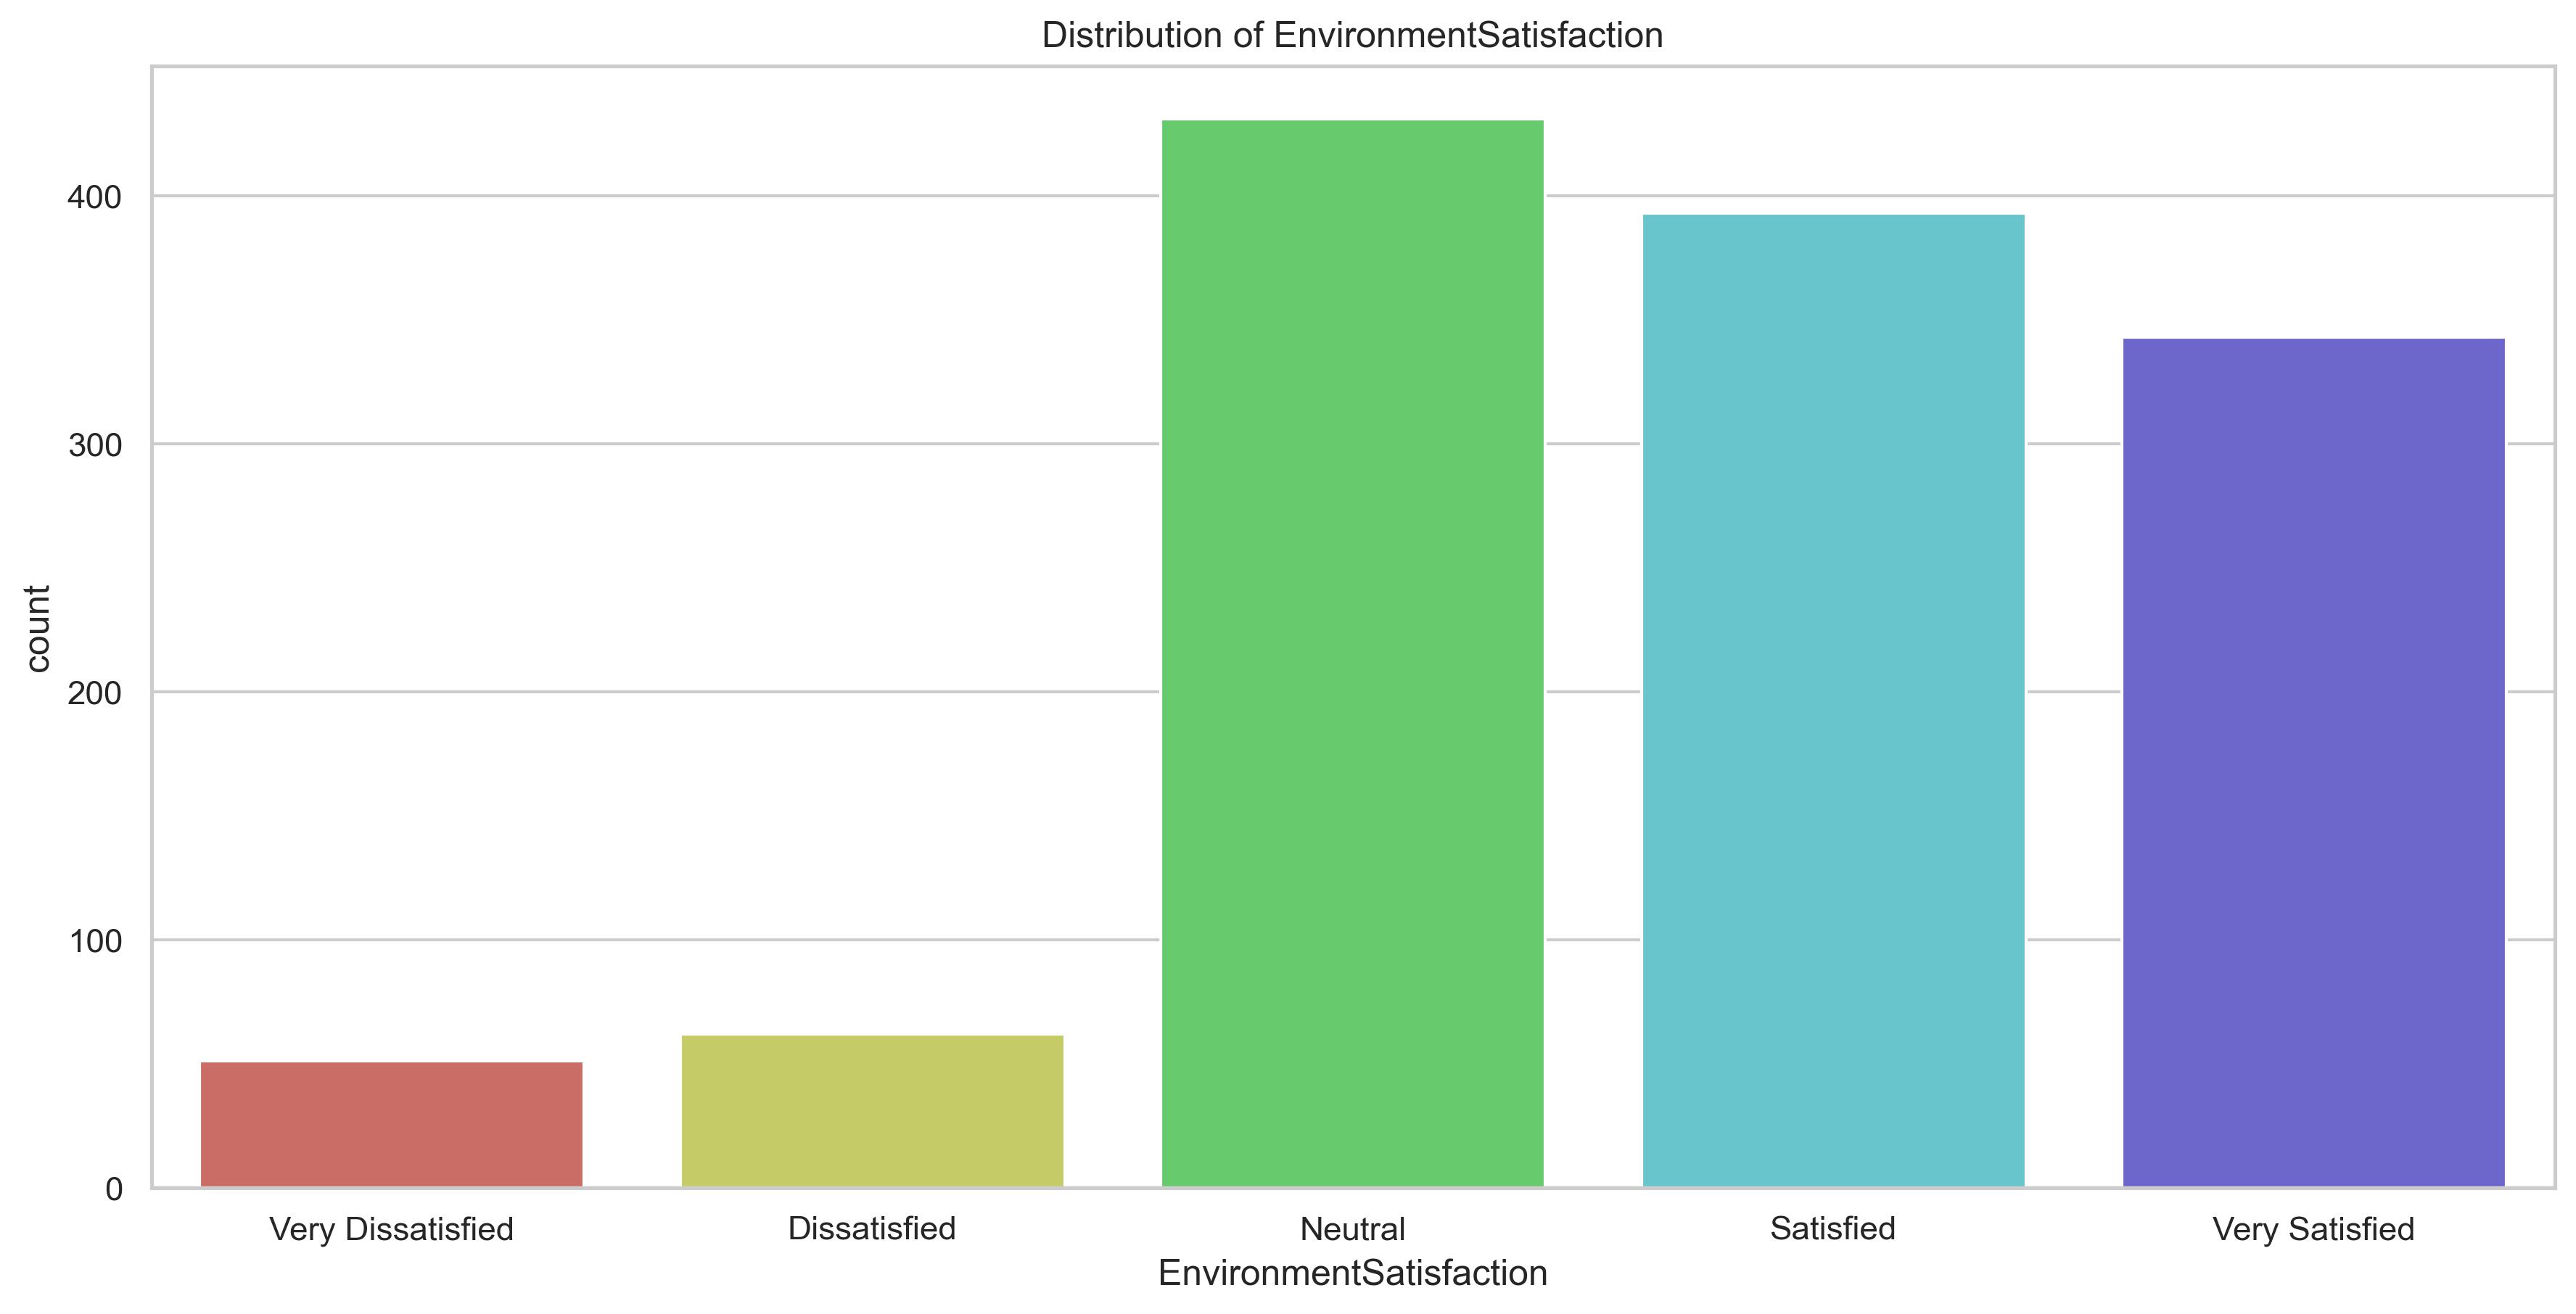 Distribution of EnvironmentSatisfaction
400
300
200
100
0
count
Very Dissatisfied
Dissatisfied
Neutral
Satisfied
Very Satisfied
EnvironmentSatisfaction